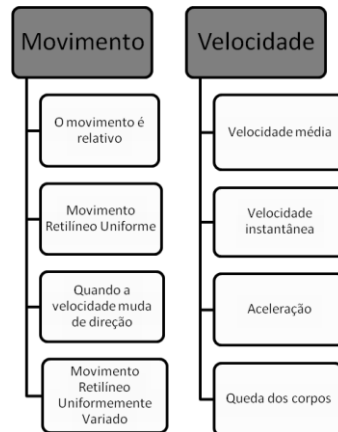 Movimento
O movimento é
relativo
Movimento
Retilíneo Uniforme
Quando a
velocidade muda
de direção
Movimento
Retilíneo
Uniformemente
Variado
Velocidade
Velocidade média
Velocidade
instantânea
Aceleração
Queda dos corpos